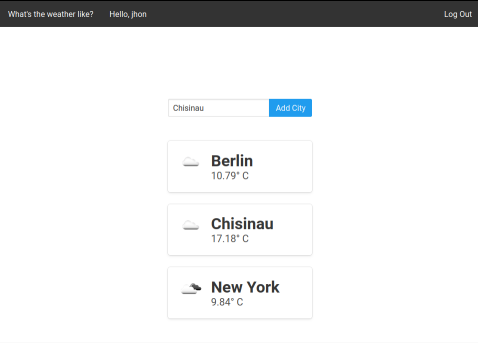 What's the weather like? Hello, jhon Log Out
Chisinau Add City
Berlin
10.79° C
Chisinau
17.18° C
New York
9.84° C